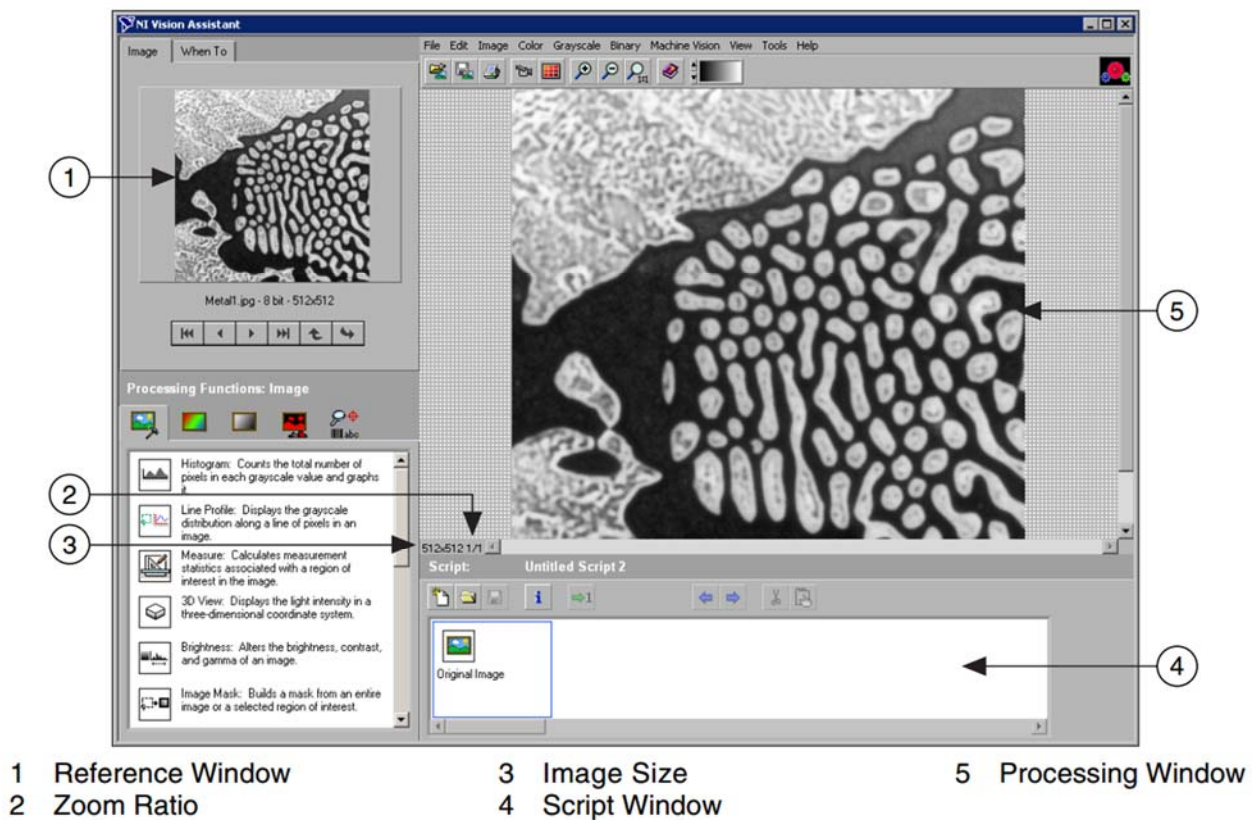 NI Vision Assistant
Image When To
File Edit Image Color Grayscale Binary Machine Vision View Tools Help
1:1
1
5
Metal1.jpg - 8 bit - 512x512
Processing Functions: Image
abc
Histogram: Counts the total number of
pixels in each grayscale value and graphs
2
Line Profile: Displays the grayscale
distribution along a line of pixels in an
image.
3
512x512 1/1
Measure: Calculates measurement
statistics associated with a region of
interest in the image.
Script: Untitled Script 2
3D View: Displays the light intensity in a
three-dimensional coordinate system.
i 1
Brightness: Alters the brightness, contrast,
and gamma of an image.
4
Original Image
Image Mask: Builds a mask from an entire
image or a selected region of interest.
1 Reference Window 3 Image Size 5 Processing Window
2 Zoom Ratio 4 Script Window